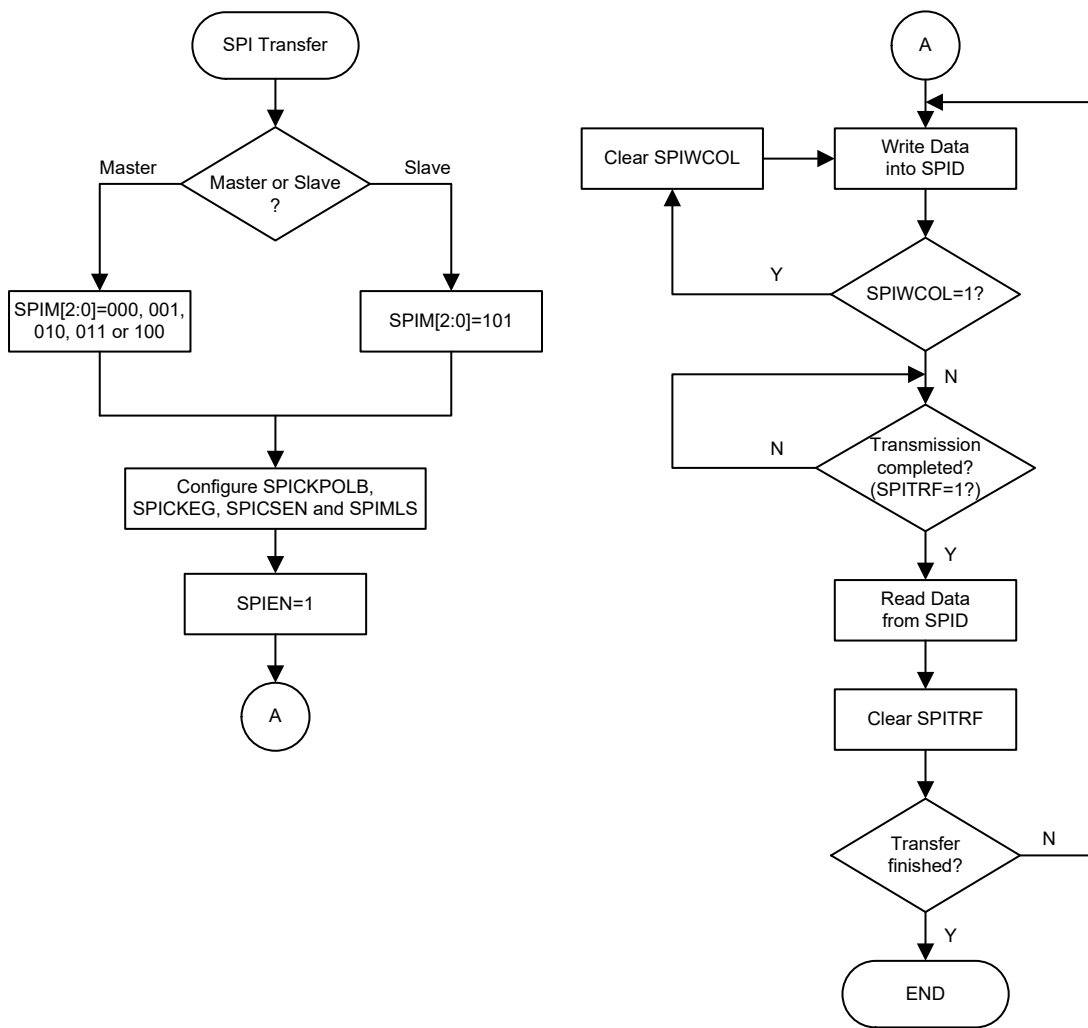 SPI Transfer
Master
Slave
Master or Slave
?
SPIM[2:0]=000, 001,
010, 011 or 100
SPIM[2:0]=101
Configure SPICKPOLB,
SPICKEG, SPICSEN and SPIMLS
SPIEN=1
A
A
Clear SPIWCOL
Write Data
into SPID
Y
SPIWCOL=1?
N
N
Transmission
completed?
(SPITRF=1?)
Y
Read Data
from SPID
Clear SPITRF
Transfer
finished?
N
Y
END